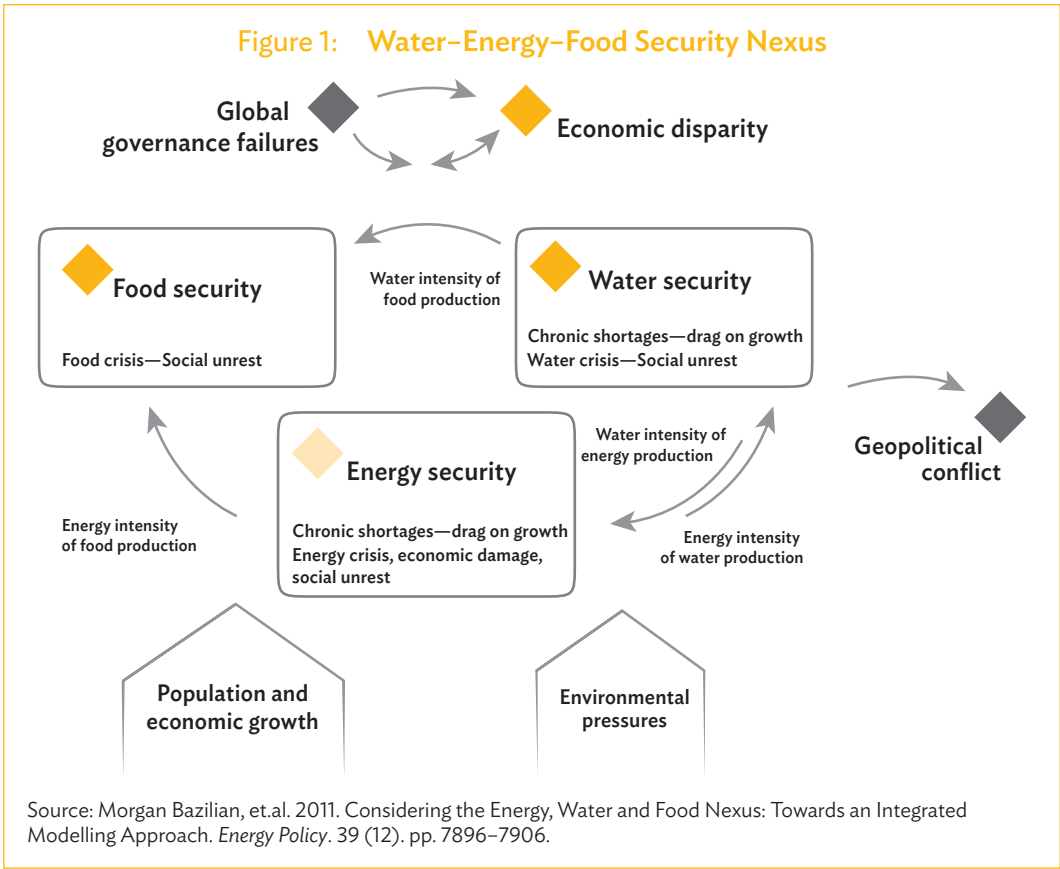 Figure 1: Water–Energy–Food Security Nexus
Global
governance failures
Economic disparity
Food security
Food crisis—Social unrest
Water intensity of
food production
Water security
Chronic shortages—drag on growth
Water crisis—Social unrest
Geopolitical
conflict
Energy security
Chronic shortages—drag on growth
Energy crisis, economic damage,
social unrest
Water intensity of
energy production
Energy intensity
of food production
Energy intensity
of water production
Population and
economic growth
Environmental
pressures
Source: Morgan Bazilian, et.al. 2011. Considering the Energy, Water and Food Nexus: Towards an Integrated
Modelling Approach. Energy Policy. 39 (12). pp. 7896–7906.